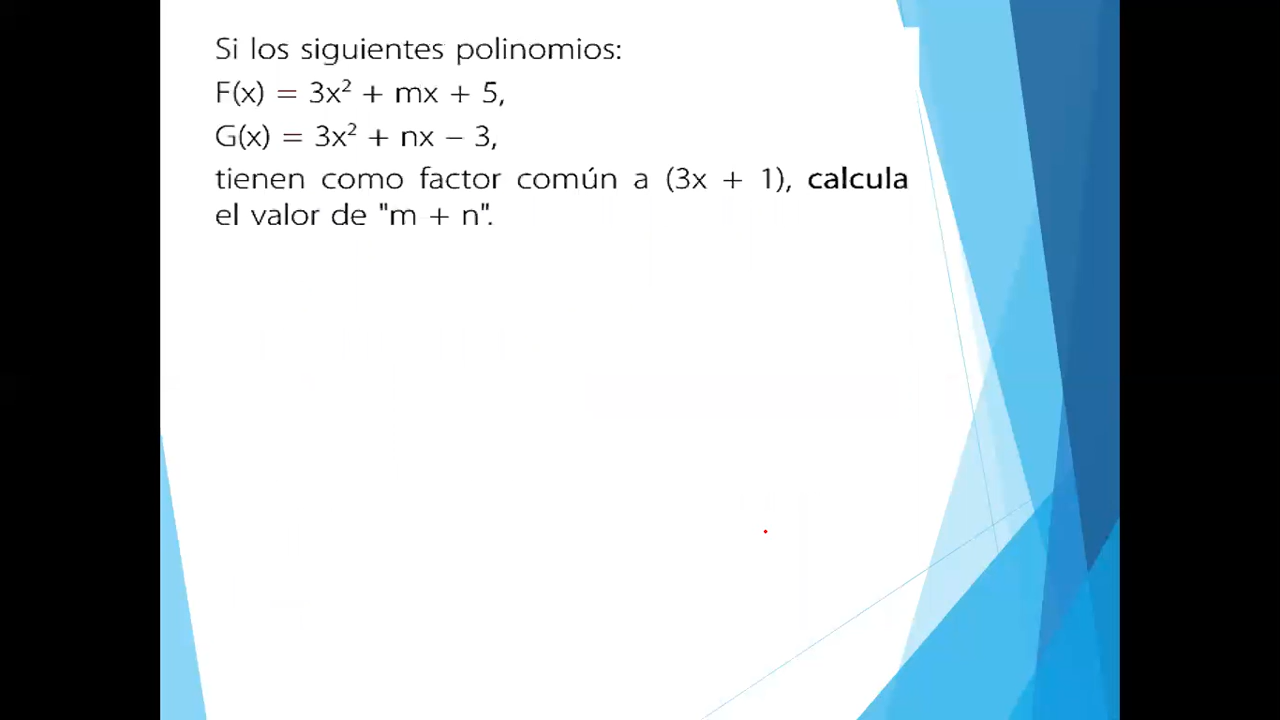 Si los siguientes polinomios:
F(x) = 3x² + mx + 5,
G(x) = 3x² + nx − 3,
tienen como factor común a (3x + 1), calcula
el valor de "m + n".